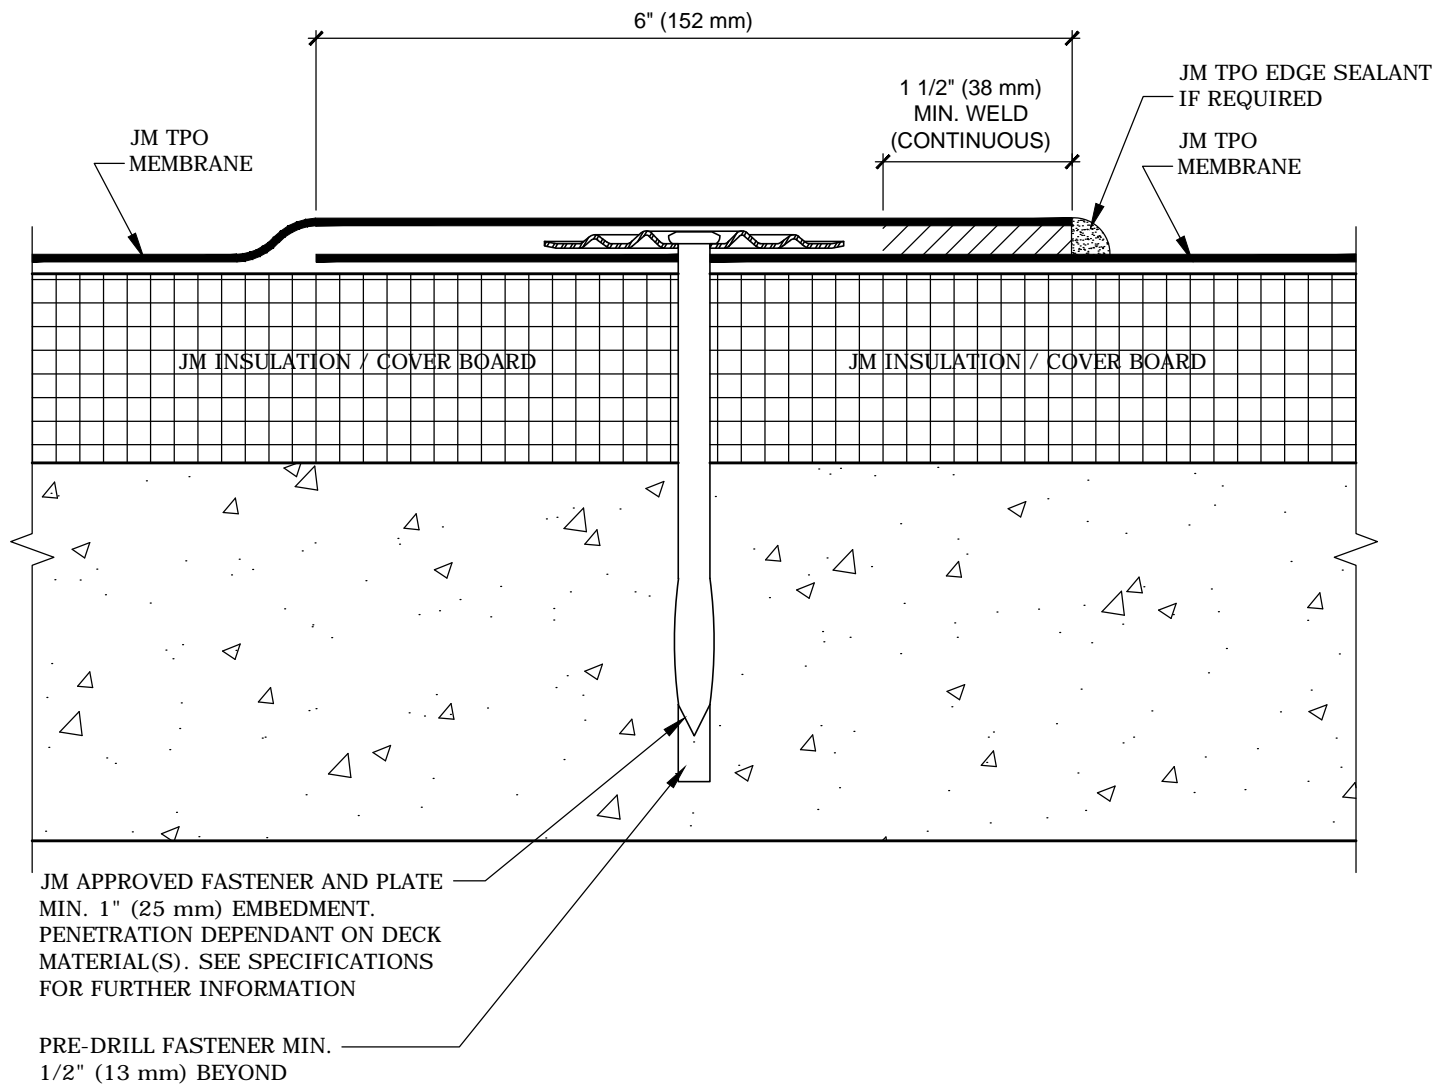 6" (152 mm)
1 1/2" (38 mm)
MIN. WELD
(CONTINUOUS)
JM TPO EDGE SEALANT
IF REQUIRED
JM TPO
MEMBRANE
JM TPO
MEMBRANE
JM INSULATION / COVER BOARD
JM INSULATION / COVER BOARD
JM APPROVED FASTENER AND PLATE
MIN. 1" (25 mm) EMBEDMENT.
PENETRATION DEPENDANT ON DECK
MATERIAL(S). SEE SPECIFICATIONS
FOR FURTHER INFORMATION
PRE-DRILL FASTENER MIN.
1/2" (13 mm) BEYOND